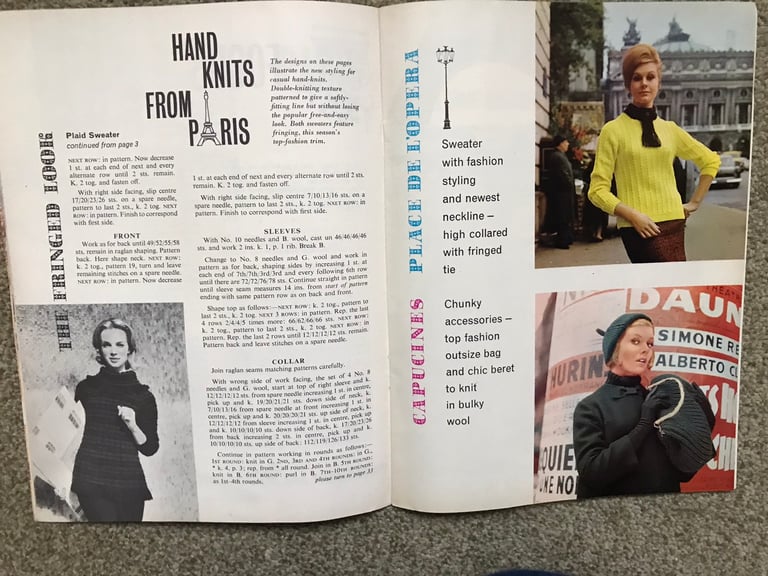 HAND
KNITS
FROM
PARIS
The designs on these pages
illustrate the new styling for
casual hand-knits.
Double-knitting texture
patterned to give a softly-
fitting line but without losing
the popular free-and-easy
look. Both sweaters feature
fringing, this season's
top-fashion trim.
THE FRINGED LOOK
Plaid Sweater
continued from page 3
NEXT ROW: in pattern. Now decrease
1 st. at each end of next and every
alternate row until 2 sts. remain.
K. 2 tog. and fasten off.
With right side facing, slip centre
17/20/23/26 sts. on a spare needle,
pattern to last 2 sts., k. 2 tog. NEXT
ROW: in pattern. Finish to correspond
with first side.
FRONT
Work as for back until 49/52/55/58
sts. remain in raglan shaping. Pattern
back. Here shape neck. NEXT ROW:
k. 2 tog., pattern 19, turn and leave
remaining stitches on a spare needle.
NEXT ROW: in pattern. Now decrease
1 st. at each end of next and every alternate row until 2 sts.
remain. K. 2 tog. and fasten off.
With right side facing, slip centre 7/10/13/16 sts. on a
spare needle, pattern to last 2 sts., k. 2 tog. NEXT ROW: in
pattern. Finish to correspond with first side.
SLEEVES
With No. 10 needles and B. wool, cast on 46/46/46/46
sts. and work 2 ins. k. 1, p. 1 rib. Break B.
Change to No. 8 needles and G. wool and work in
pattern as for back, shaping sides by increasing 1 st. at
each end of 7th/7th/3rd/3rd and every following 6th row
until there are 72/72/76/78 sts. Continue straight in pattern
until sleeve seam measures 14 ins. from start of pattern
ending with same pattern row as on back and front.
Shape top as follows:—NEXT ROW: k. 2 tog., pattern to
last 2 sts., k. 2 tog. NEXT 3 ROWS: in pattern. Rep. the last
4 rows 2/4/4/5 times more: 66/62/66/66 sts. NEXT ROW:
k. 2 tog., pattern to last 2 sts., k. 2 tog. NEXT ROW: in
pattern. Rep. the last 2 rows until 12/12/12/12 sts. remain.
Pattern back and leave stitches on a spare needle.
COLLAR
Join raglan seams matching patterns carefully.
With wrong side of work facing, the set of 4 No. 8
needles and G. wool, start at top of right sleeve and k.
12/12/12/12 sts. from spare needle increasing 1 st. in centre,
pick up and k. 19/20/21/21 sts. down side of neck, k.
7/10/13/16 from spare needle at front increasing 1 st. in
centre, pick up and k. 20/20/20/21 sts. up side of neck, k.
12/12/12/12 from sleeve increasing 1 st. in centre, pick up
and k. 10/10/10/10 sts. down side of back, k. 17/20/23/26
from back increasing 2 sts. in centre, pick up and k.
10/10/10/10 sts. up side of back: 112/119/126/133 sts.
Continue in pattern working in rounds as follows:—
1ST ROUND: knit in G. 2ND, 3RD AND 4TH ROUNDS: in G.,
* k. 4, p. 3; rep. from * all round. Join in B. 5TH ROUND:
knit in B. 6TH ROUND: purl in B. 7TH-10TH ROUNDS:
as 1st-4th rounds.
please turn to page 33
PLACE DE L'OPERA
Sweater
with fashion
styling
and newest
neckline –
high collared
with fringed
tie
CAPUCINES
Chunky
accessories –
top fashion
outsize bag
and chic beret
to knit
in bulky
wool
DAUN
SIMONE RE
ALBERTO C
HURIN
QUIE